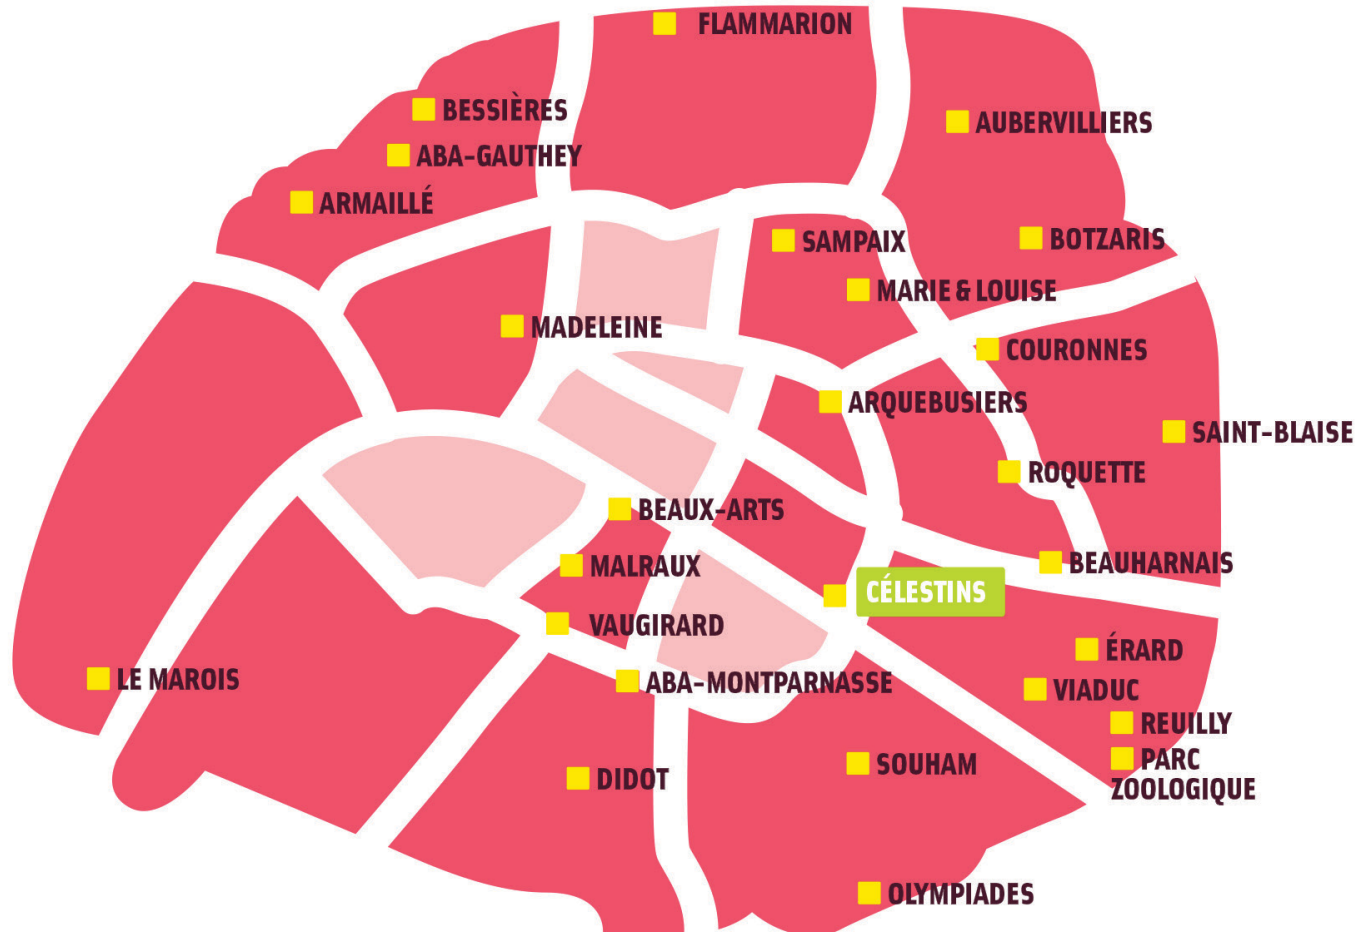 FLAMMARION
BESSIÈRES
AUBERVILLIERS
ABA-GAUTHEY
ARMAILLÉ
SAMPAIX
BOTZARIS
MARIE & LOUISE
MADELEINE
COURONNES
ARQUEBUSIERS
SAINT-BLAISE
ROQUETTE
BEAUX-ARTS
MALRAUX
BEAUHARNAIS
CÉLESTINS
VAUGIRARD
ÉRARD
LE MAROIS
ABA-MONTPARNASSE
VIADUC
REUILLY
PARC
ZOOLOGIQUE
SOUHAM
DIDOT
OLYMPIADES